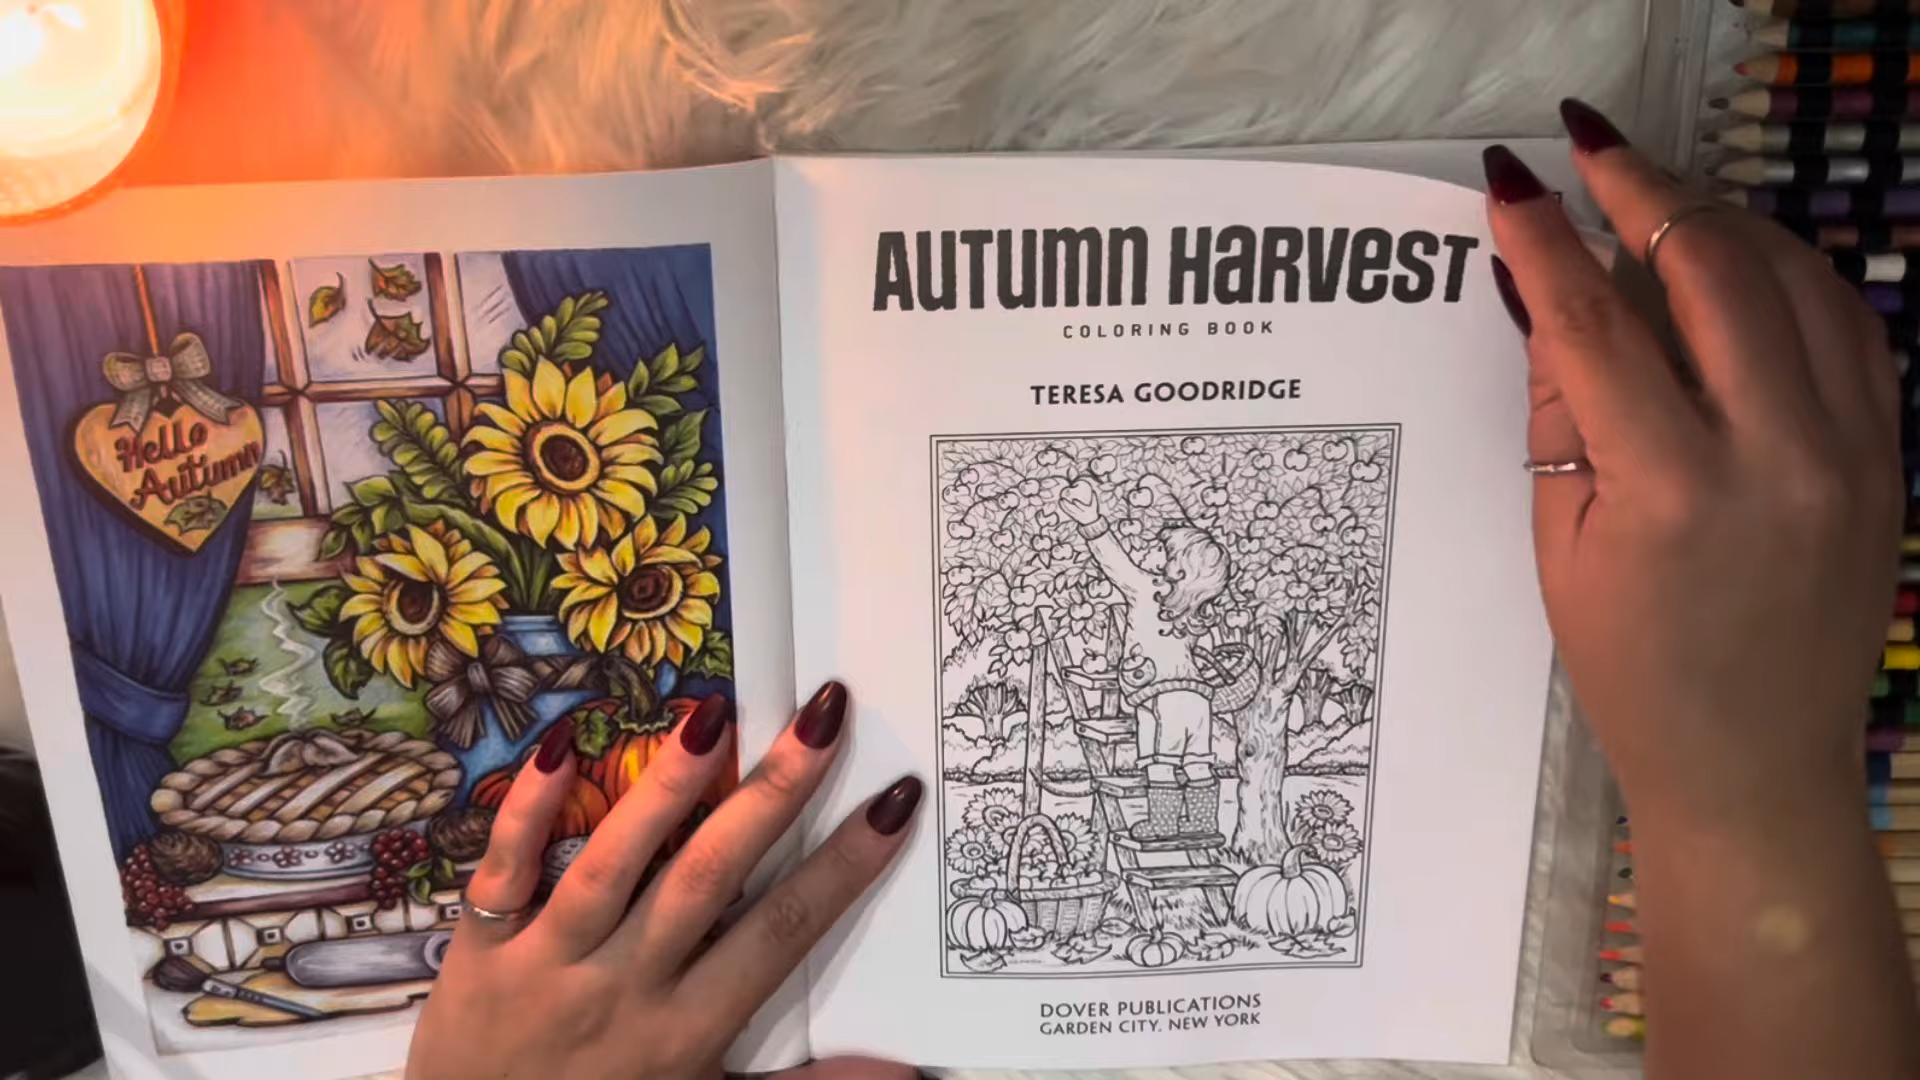 Hello
Autumn
AUTUMN HARVEST
COLORING BOOK
TERESA GOODRIDGE
DOVER PUBLICATIONS
GARDEN CITY, NEW YORK